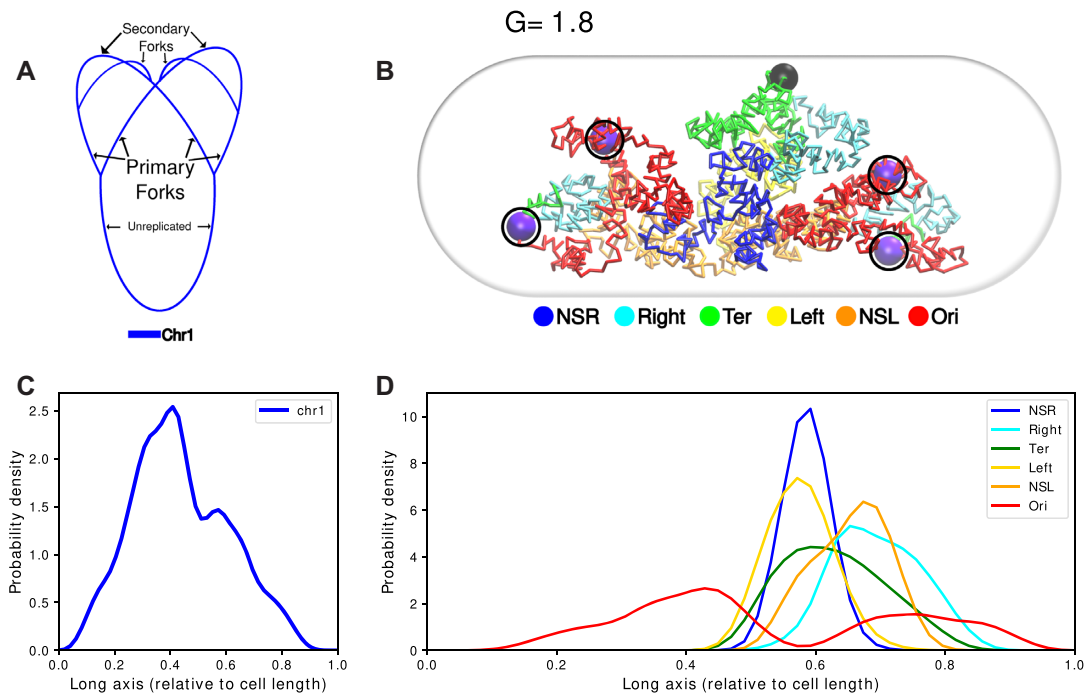 G= 1.8
A
Secondary
Forks
Primary
Forks
Unreplicated
Chr1
B
NSR Right Ter Left NSL Ori
C
chr1
2.5
2.0
1.5
1.0
0.5
0.0
Probability density
0.0 0.2 0.4 0.6 0.8 1.0
Long axis (relative to cell length)
D
NSR
Right
Ter
Left
NSL
Ori
10
8
6
4
2
0
Probability density
0.0 0.2 0.4 0.6 0.8 1.0
Long axis (relative to cell length)